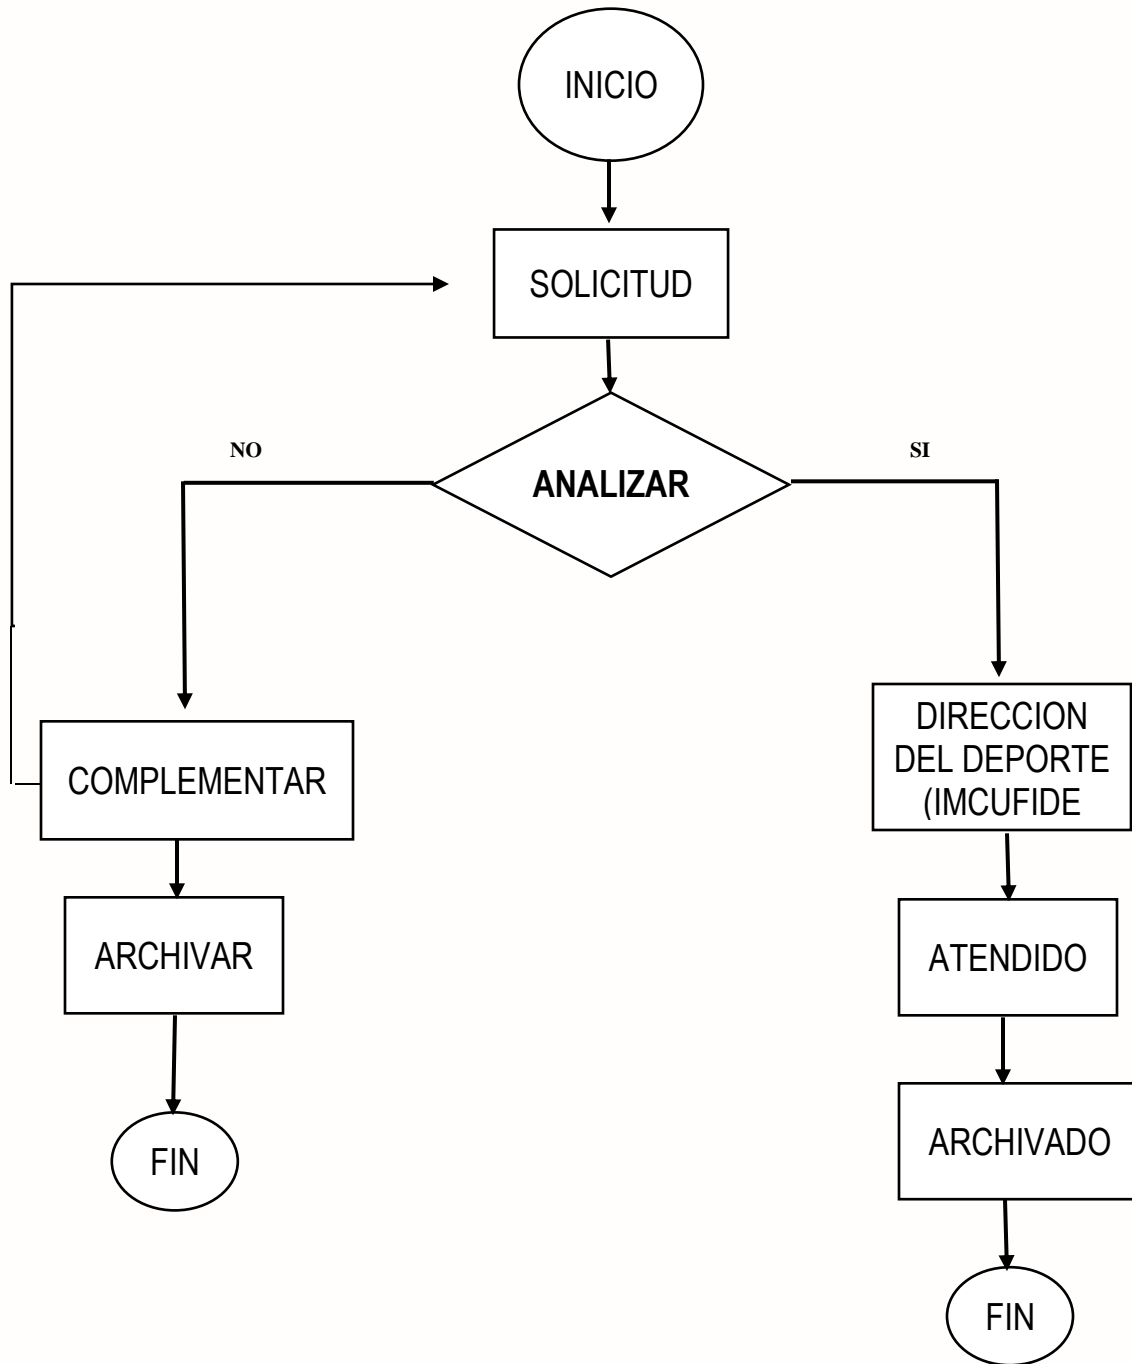 INICIO
SOLICITUD
NO
SI
ANALIZAR
COMPLEMENTAR
ARCHIVAR
FIN
DIRECCION
DEL DEPORTE
(IMCUFIDE
ATENDIDO
ARCHIVADO
FIN